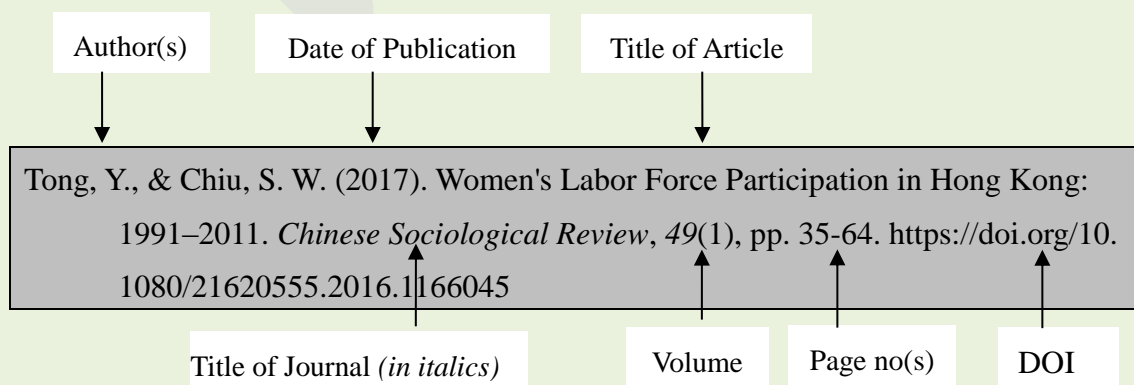 Author(s)
Date of Publication
Title of Article
Tong, Y., & Chiu, S. W. (2017). Women's Labor Force Participation in Hong Kong:
1991–2011. Chinese Sociological Review, 49(1), pp. 35-64. https://doi.org/10.
1080/21620555.2016.1166045
Title of Journal (in italics)
Volume
Page no(s)
DOI